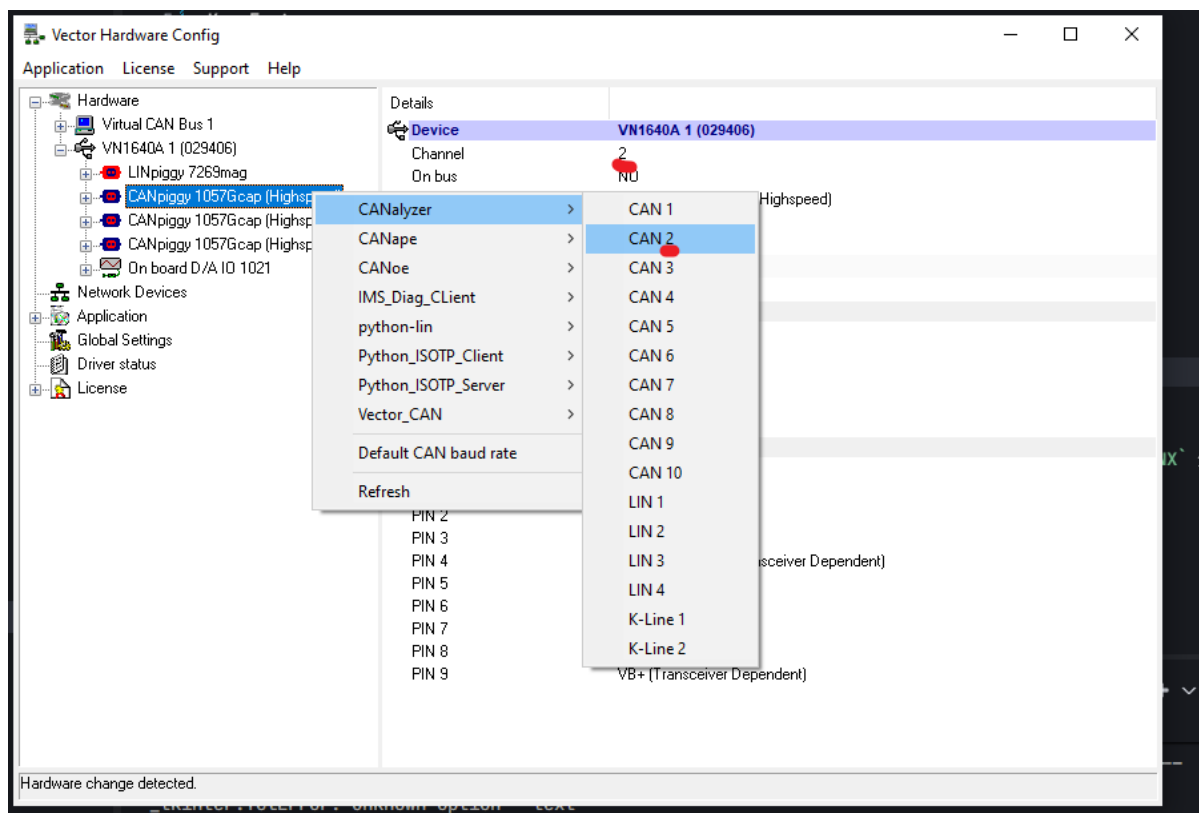 Vector Hardware Config
Application License Support Help
Hardware
Virtual CAN Bus 1
VN1640A 1 (029406)
LINpiggy 7269mag
CANpiggy 1057Gcap (Highsp
CANpiggy 1057Gcap (Highsp
CANpiggy 1057Gcap (Highsp
On board D/A IO 1021
Network Devices
Application
Global Settings
Driver status
License
Details
Device VN1640A 1 (029406)
Channel 2
On bus NO
Highspeed)
CANalyzer
CANape
CANoe
IMS_Diag_CLient
python-lin
Python_ISOTP_Client
Python_ISOTP_Server
Vector_CAN
Default CAN baud rate
Refresh
CAN 1
CAN 2
CAN 3
CAN 4
CAN 5
CAN 6
CAN 7
CAN 8
CAN 9
CAN 10
LIN 1
LIN 2
LIN 3
LIN 4
K-Line 1
K-Line 2
PIN 2
PIN 3
PIN 4 nsceiver Dependent)
PIN 5
PIN 6
PIN 7
PIN 8
PIN 9 VB+ (Transceiver Dependent)
Hardware change detected.